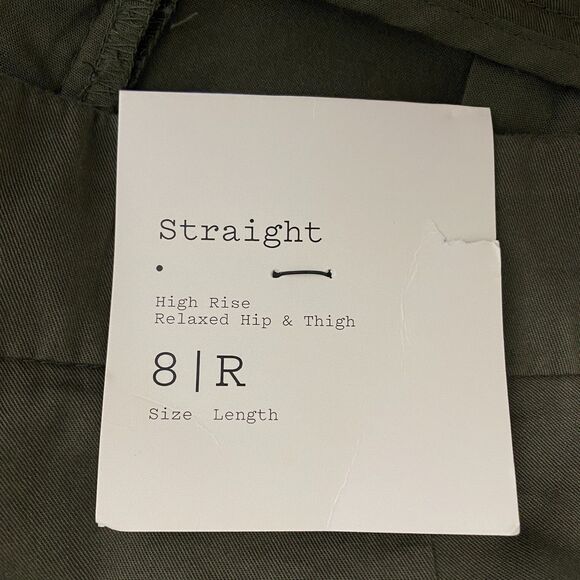 Straight
High Rise
Relaxed Hip & Thigh
8|R
Size Length